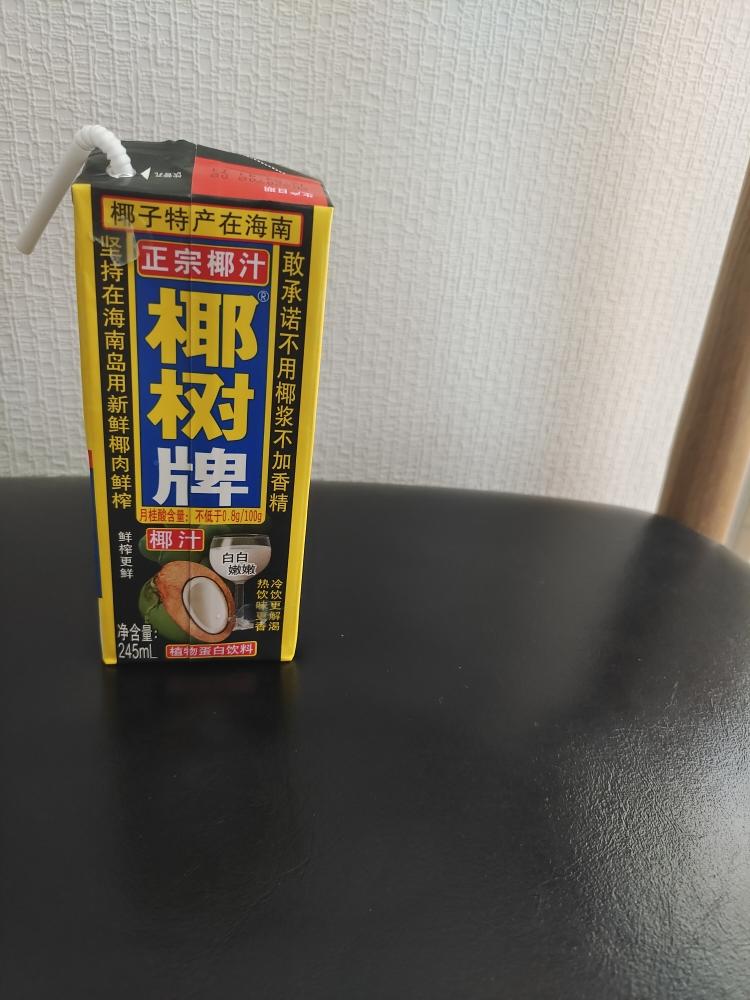 生产日期
椰子特产在海南
正宗椰汁
坚持在海南岛用新鲜椰肉鲜榨
敢承诺不用椰浆不加香精
椰树牌®
月桂酸含量：不低于0.8g/100g
椰汁
鲜榨更鲜
白白
嫩嫩
冷饮更解渴
热饮味更香
净含量：
245mL
植物蛋白饮料